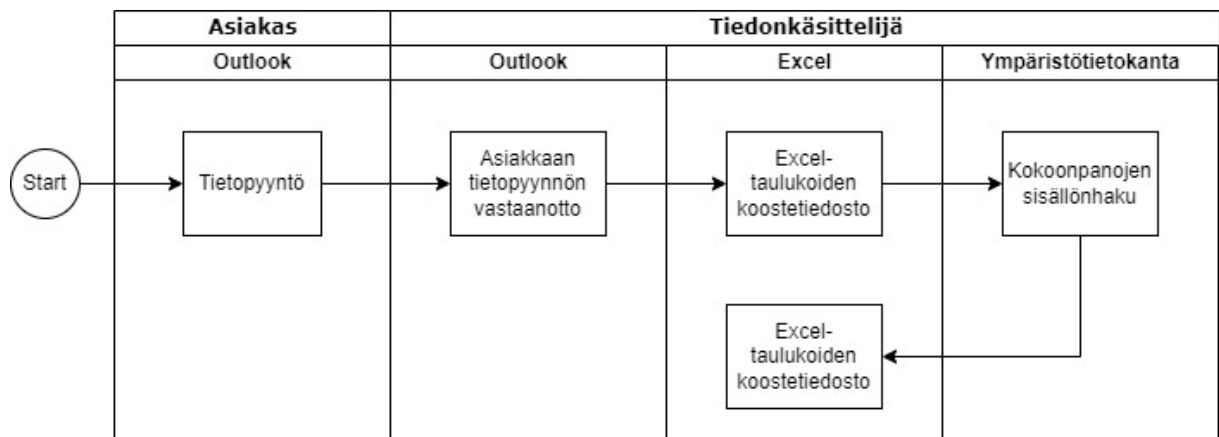 Asiakas
Tiedonkäsittelijä
Outlook
Outlook
Excel
Ympäristötietokanta
Start
Tietopyyntö
Asiakkaan
tietopyynnön
vastaanotto
Excel-
taulukoiden
koostetiedosto
Kokoonpanojen
sisällönhaku
Excel-
taulukoiden
koostetiedosto